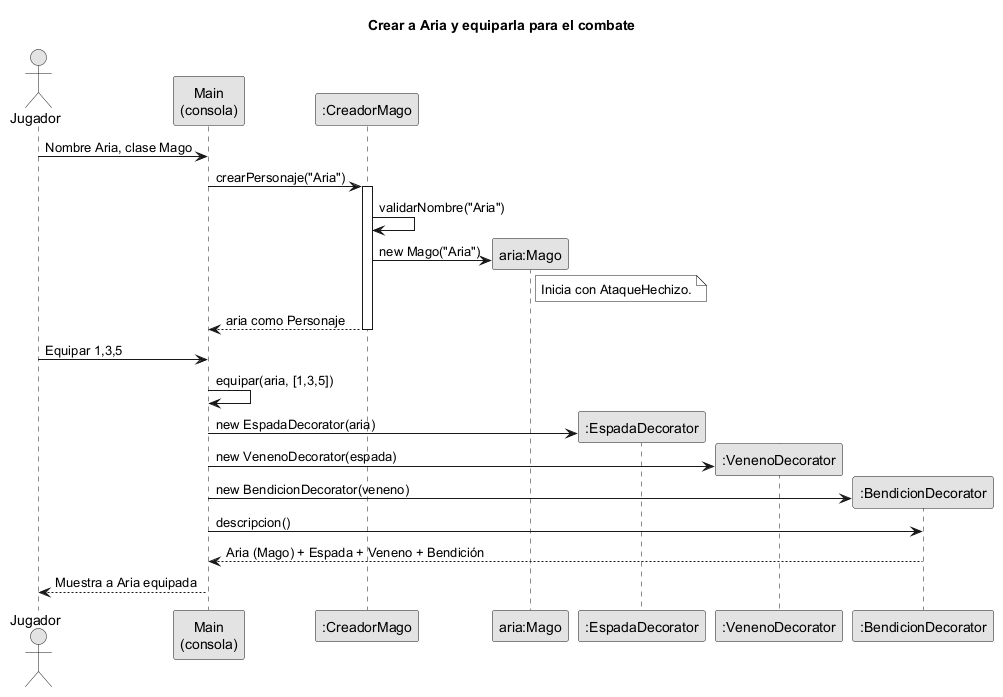 Crear a Aria y equiparla para el combate
Jugador
Main
(consola)
:CreadorMago
Nombre Aria, clase Mago
crearPersonaje("Aria")
validarNombre("Aria")
new Mago("Aria")
aria:Mago
Inicia con AtaqueHechizo.
aria como Personaje
Equipar 1,3,5
equipar(aria, [1,3,5])
new EspadaDecorator(aria)
:EspadaDecorator
new VenenoDecorator(espada)
:VenenoDecorator
new BendicionDecorator(veneno)
:BendicionDecorator
descripcion()
Aria (Mago) + Espada + Veneno + Bendición
Muestra a Aria equipada
Jugador
Main
(consola)
:CreadorMago
aria:Mago
:EspadaDecorator
:VenenoDecorator
:BendicionDecorator